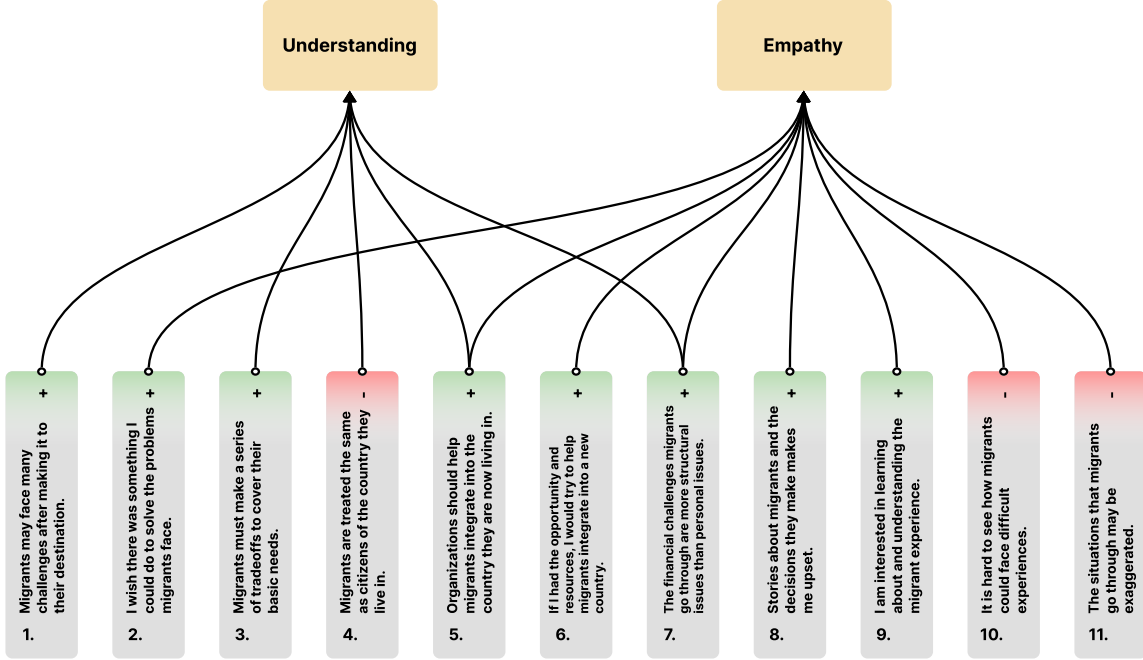 Understanding
Empathy
+
Migrants may face many
challenges after making it to
their destination.
1.
+
I wish there was something I
could do to solve the problems
migrants face.
2.
+
Migrants must make a series
of tradeoffs to cover their
basic needs.
3.
-
Migrants are treated the same
as citizens of the country they
live in.
4.
+
Organizations should help
migrants integrate into the
country they are now living in.
5.
+
If I had the opportunity and
resources, I would try to help
migrants integrate into a new
country.
6.
+
The financial challenges migrants
go through are more structural
issues than personal issues.
7.
+
Stories about migrants and the
decisions they make makes
me upset.
8.
+
I am interested in learning
about and understanding the
migrant experience.
9.
-
It is hard to see how migrants
could face difficult
experiences.
10.
-
The situations that migrants
go through may be
exaggerated.
11.